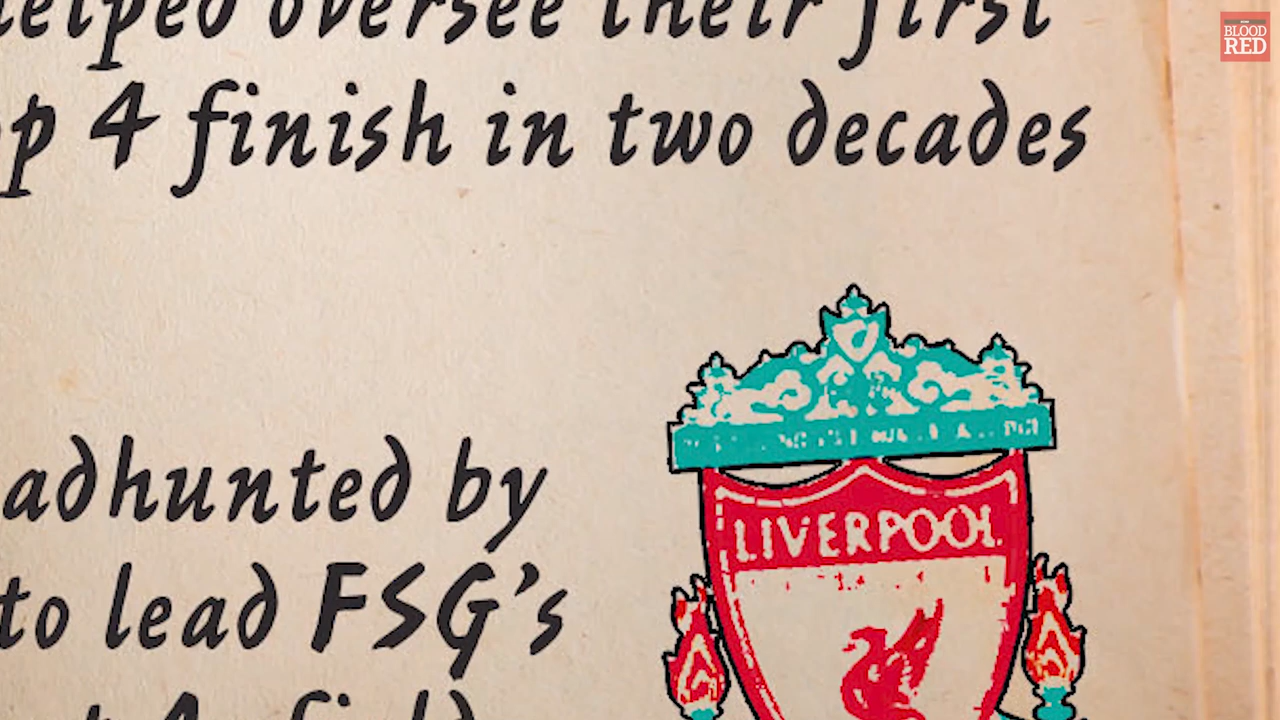 helped oversee their first
BLOOD
RED
p 4 finish in two decades
adhunted by
LIVERPOOL
to lead FSG's